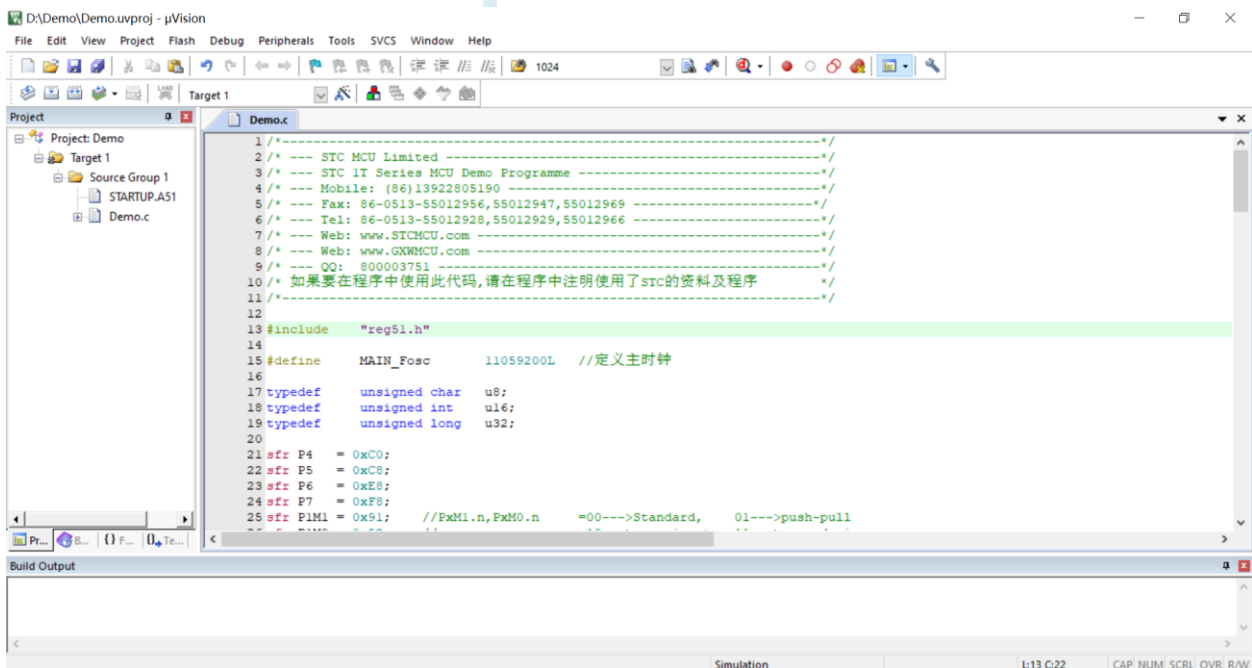 D:\Demo\Demo.uvproj - µVision
File Edit View Project Flash Debug Peripherals Tools SVCS Window Help
1024
LOAD
Target 1
Project
Demo.c
Project: Demo
Target 1
Source Group 1
STARTUP.A51
Demo.c
1 /*---------------------------------------------------------------------*/
2 /* --- STC MCU Limited ------------------------------------------------*/
3 /* --- STC 1T Series MCU Demo Programme -------------------------------*/
4 /* --- Mobile: (86)13922805190 ----------------------------------------*/
5 /* --- Fax: 86-0513-55012956,55012947,55012969 ------------------------*/
6 /* --- Tel: 86-0513-55012928,55012929,55012966 ------------------------*/
7 /* --- Web: www.STCMCU.com --------------------------------------------*/
8 /* --- Web: www.GXWMCU.com --------------------------------------------*/
9 /* --- QQ:  800003751 -------------------------------------------------*/
10 /* 如果要在程序中使用此代码,请在程序中注明使用了STC的资料及程序 */
11 /*---------------------------------------------------------------------*/
12
13 #include "reg51.h"
14
15 #define MAIN_Fosc 11059200L //定义主时钟
16
17 typedef unsigned char u8;
18 typedef unsigned int u16;
19 typedef unsigned long u32;
20
21 sfr P4 = 0xC0;
22 sfr P5 = 0xC8;
23 sfr P6 = 0xE8;
24 sfr P7 = 0xF8;
25 sfr P1M1 = 0x91; //PxM1.n,PxM0.n =00--->Standard, 01--->push-pull
Pr... B... {} F... 0 Te...
Build Output
Simulation L:13 C:22 CAP NUM SCRL OVR R/W